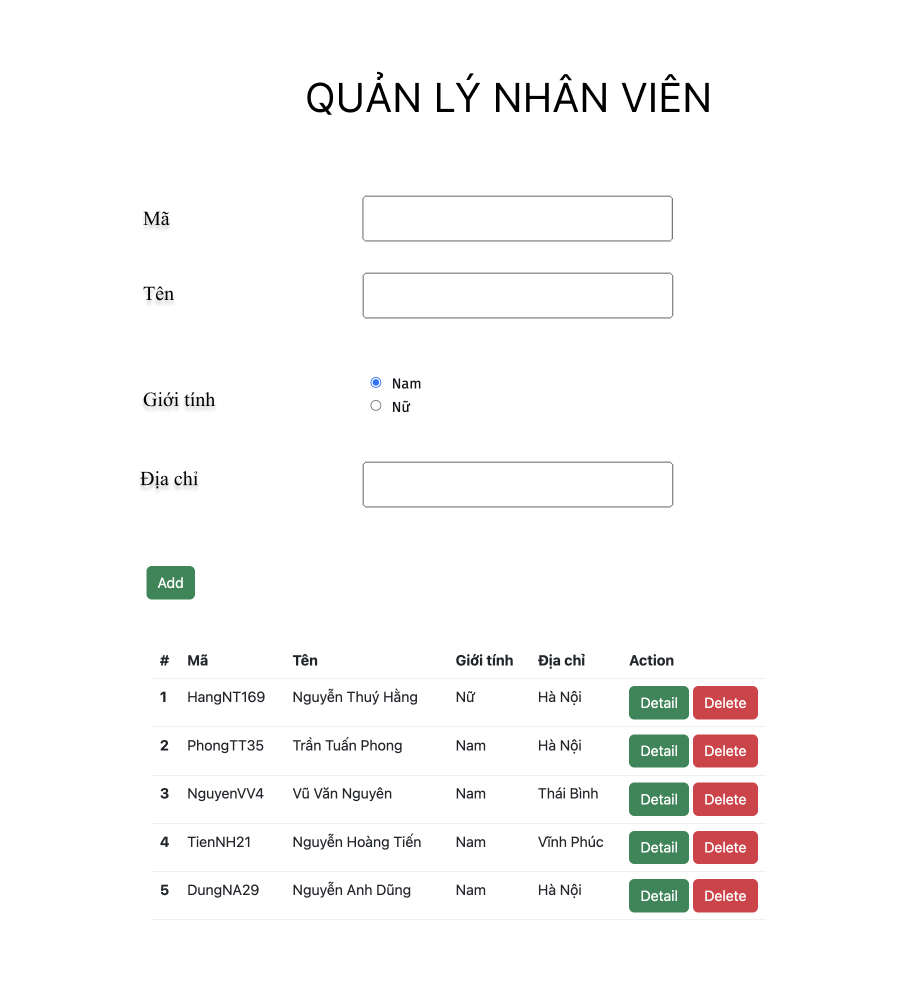 QUẢN LÝ NHÂN VIÊN
Mã
Tên
Giới tính
Nam
Nữ
Địa chỉ
Add
# Mã Tên Giới tính Địa chỉ Action
1 HangNT169 Nguyễn Thuý Hằng Nữ Hà Nội Detail Delete
2 PhongTT35 Trần Tuấn Phong Nam Hà Nội Detail Delete
3 NguyenVV4 Vũ Văn Nguyên Nam Thái Bình Detail Delete
4 TienNH21 Nguyễn Hoàng Tiến Nam Vĩnh Phúc Detail Delete
5 DungNA29 Nguyễn Anh Dũng Nam Hà Nội Detail Delete